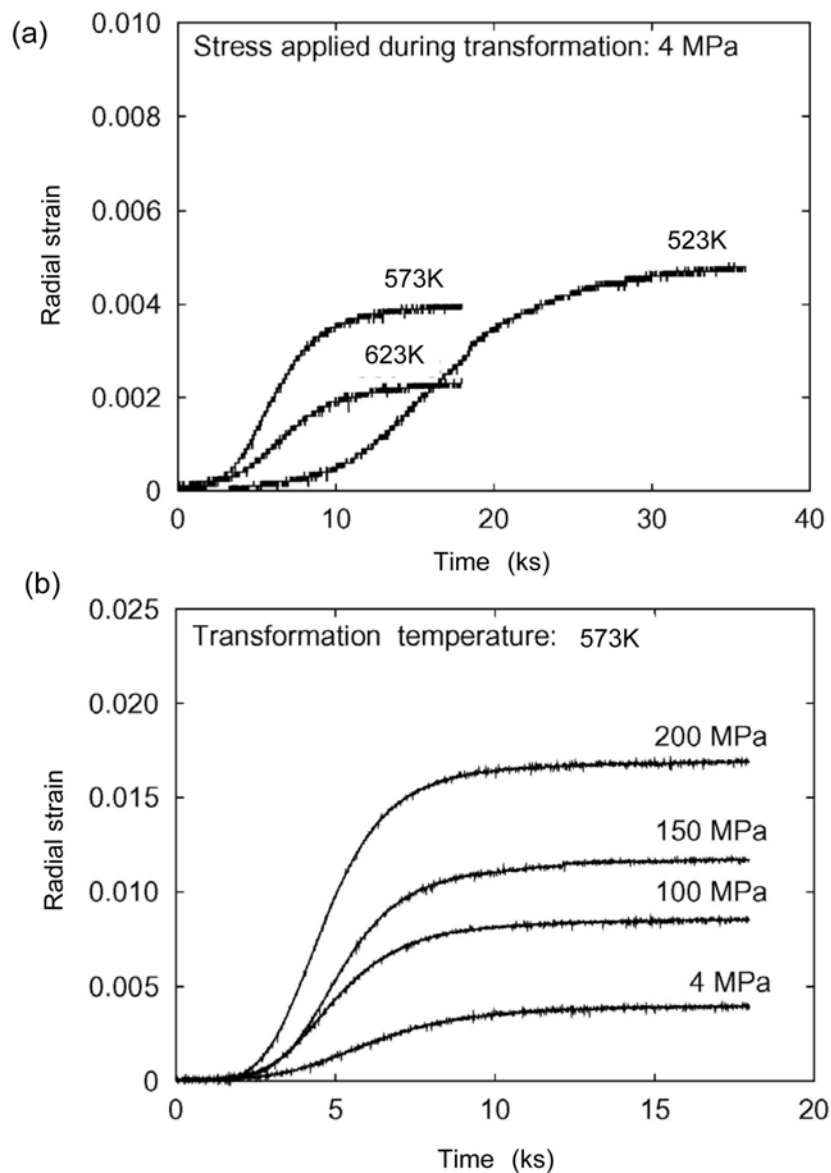 (a)
Stress applied during transformation: 4 MPa
Radial strain
0.010
0.008
0.006
0.004
0.002
0
573K
623K
523K
0 10 20 30 40
Time (ks)
(b)
Transformation temperature: 573K
Radial strain
0.025
0.020
0.015
0.010
0.005
0
200 MPa
150 MPa
100 MPa
4 MPa
0 5 10 15 20
Time (ks)